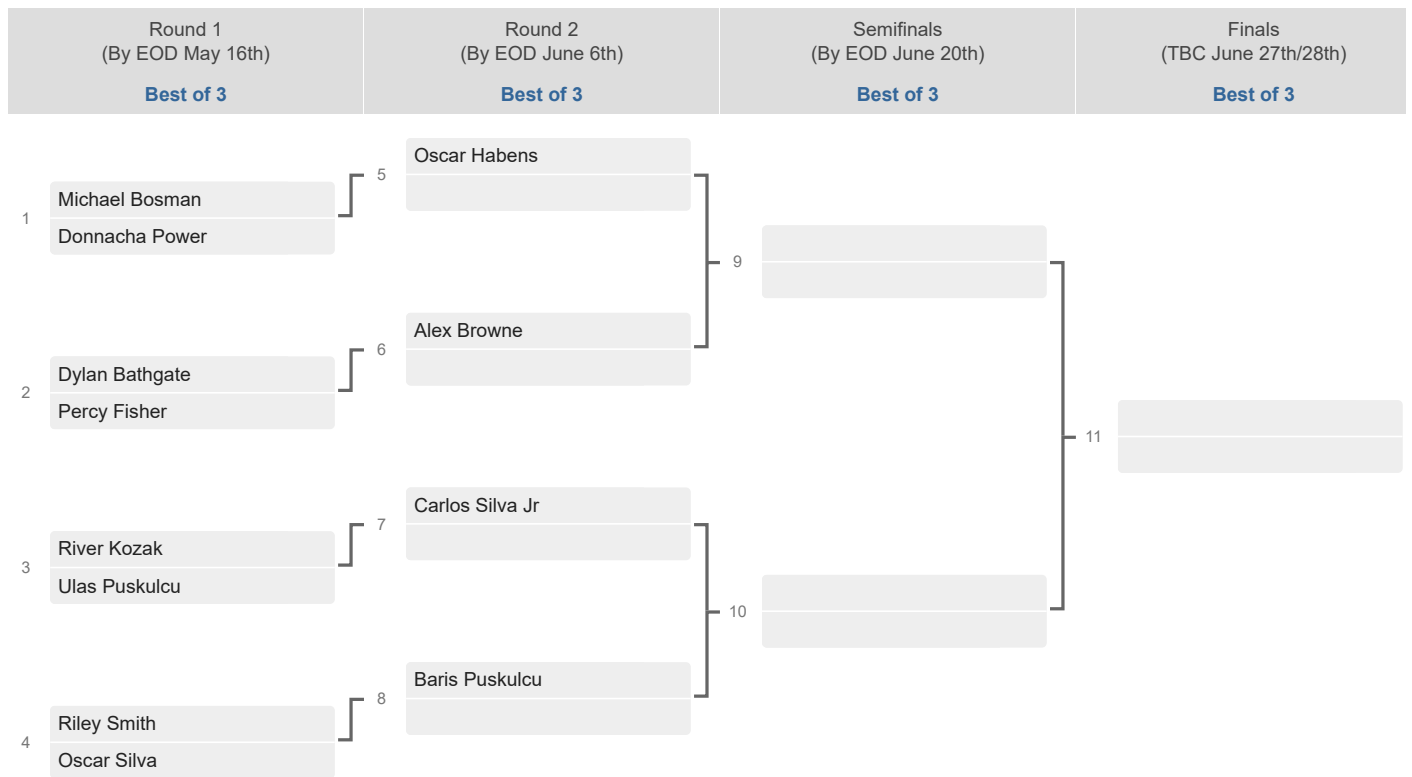 Round 1
(By EOD May 16th)
Best of 3
Round 2
(By EOD June 6th)
Best of 3
Semifinals
(By EOD June 20th)
Best of 3
Finals
(TBC June 27th/28th)
Best of 3
1
Michael Bosman
Donnacha Power
2
Dylan Bathgate
Percy Fisher
3
River Kozak
Ulas Puskulcu
4
Riley Smith
Oscar Silva
5
Oscar Habens
6
Alex Browne
7
Carlos Silva Jr
8
Baris Puskulcu
9
10
11